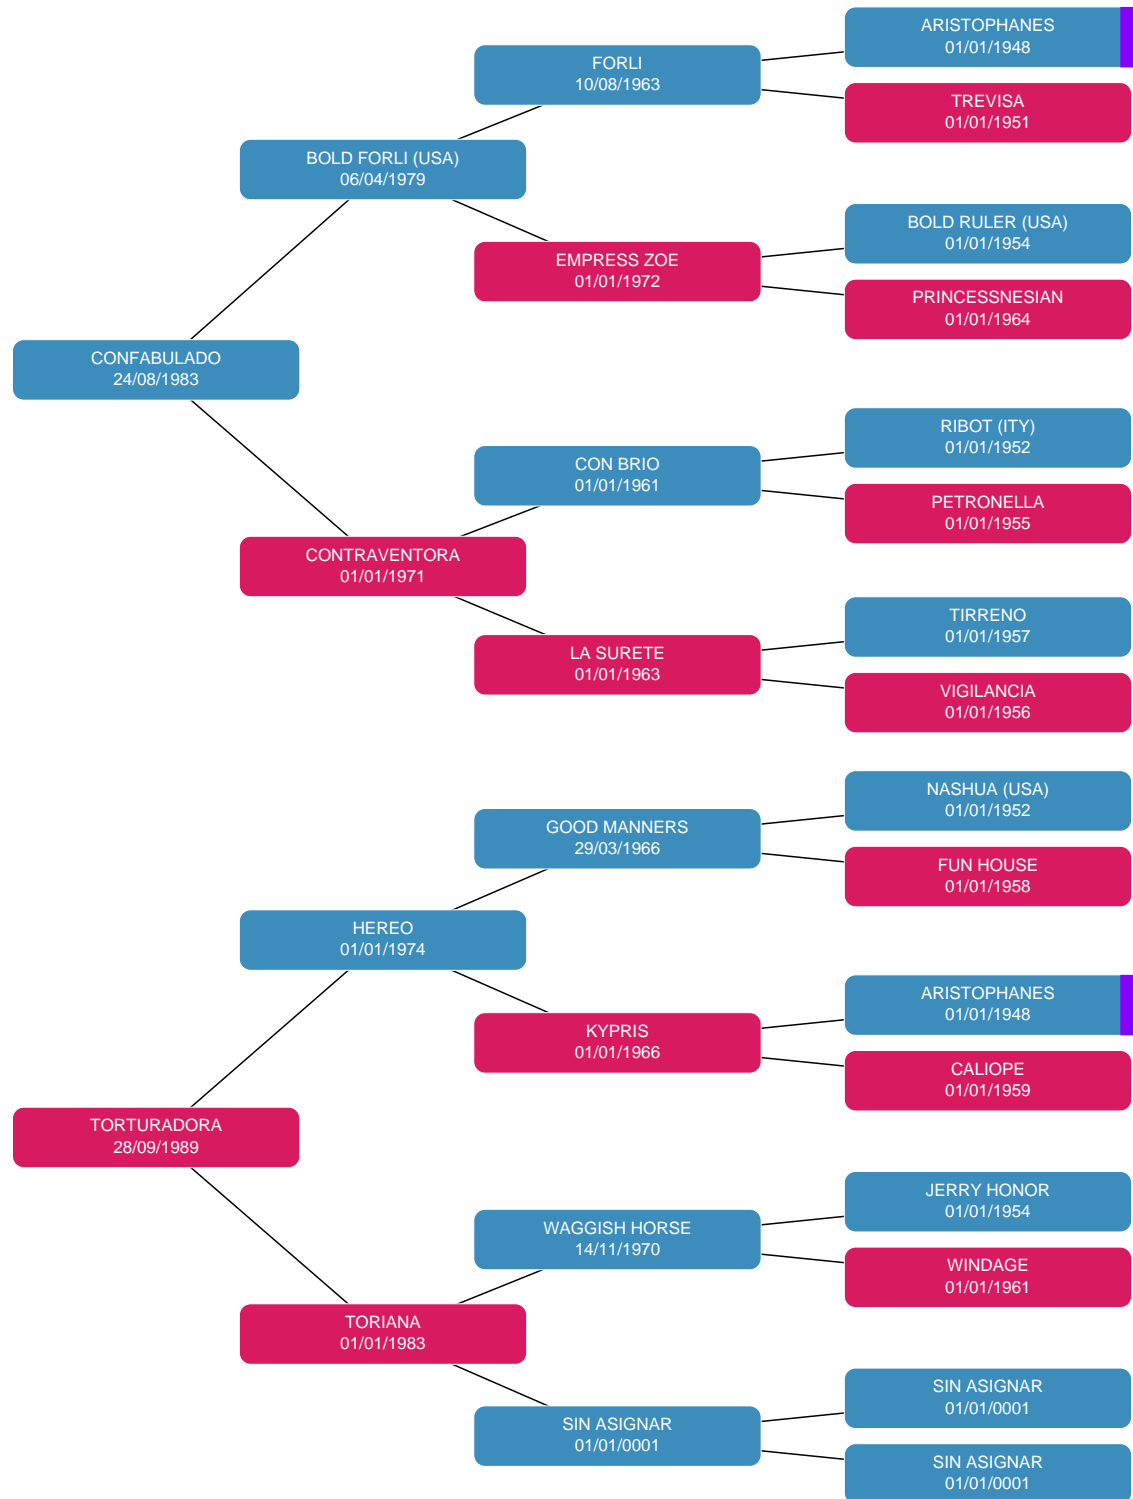 ARISTOPHANES
01/01/1948
FORLI
10/08/1963
TREVISA
01/01/1951
BOLD FORLI (USA)
06/04/1979
BOLD RULER (USA)
01/01/1954
EMPRESS ZOE
01/01/1972
PRINCESSNESIAN
01/01/1964
CONFABULADO
24/08/1983
RIBOT (ITY)
01/01/1952
CON BRIO
01/01/1961
PETRONELLA
01/01/1955
CONTRAVENTORA
01/01/1971
TIRRENO
01/01/1957
LA SURETE
01/01/1963
VIGILANCIA
01/01/1956
NASHUA (USA)
01/01/1952
GOOD MANNERS
29/03/1966
FUN HOUSE
01/01/1958
HEREO
01/01/1974
ARISTOPHANES
01/01/1948
KYPRIS
01/01/1966
CALIOPE
01/01/1959
TORTURADORA
28/09/1989
JERRY HONOR
01/01/1954
WAGGISH HORSE
14/11/1970
WINDAGE
01/01/1961
TORIANA
01/01/1983
SIN ASIGNAR
01/01/0001
SIN ASIGNAR
01/01/0001
SIN ASIGNAR
01/01/0001